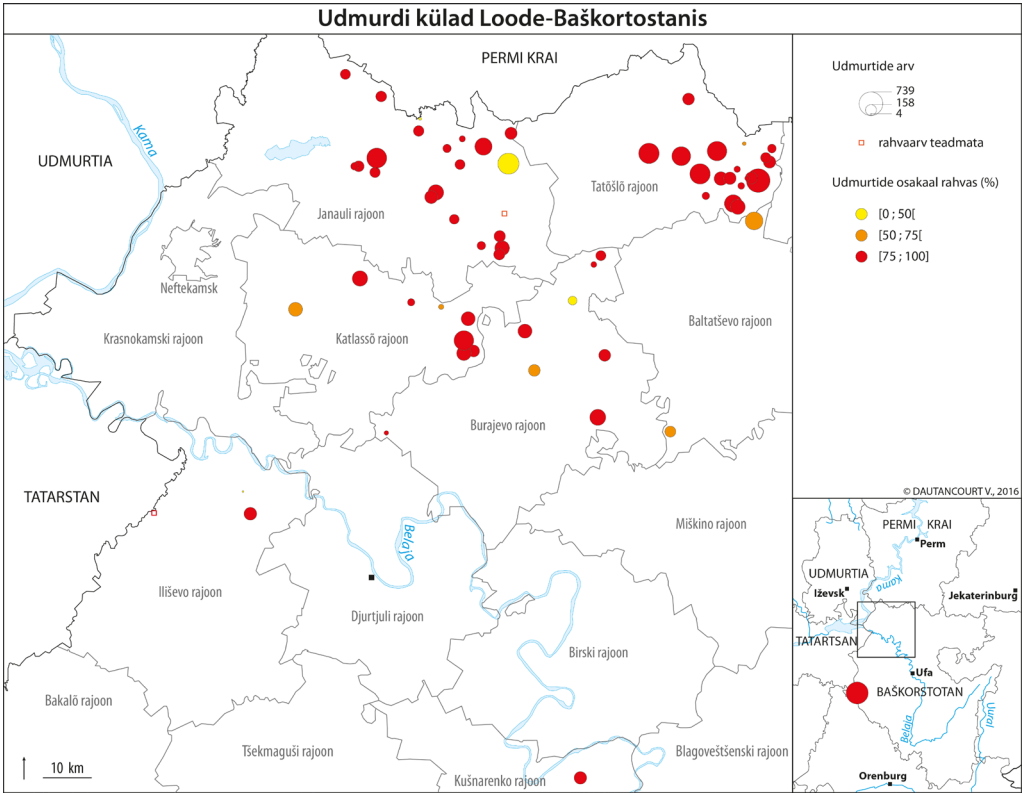 Udmurdi külad Loode-Baškortostanis
PERMI KRAI
Kama
UDMURTIA
Tatõšlõ rajoon
Janauli rajoon
Neftekamsk
Krasnokamski rajoon
Katlassõ rajoon
Baltatševo rajoon
Burajevo rajoon
TATARSTAN
Belaja
Miškino rajoon
Iliševo rajoon
Djurtjuli rajoon
Birski rajoon
Bakalõ rajoon
Tšekmaguši rajoon
Blagoveštšenski rajoon
Kušnarenko rajoon
10 km
Udmurtide arv
739
158
4
rahvaarv teadmata
Udmurtide osakaal rahvas (%)
[0 ; 50[
[50 ; 75[
[75 ; 100]
© DAUTANCOURT V., 2016
PERMI KRAI
Perm
UDMURTIA
Kama
Iževsk
Jekaterinburg
TATARTSAN
Ufa
BAŠKORSTOTAN
Belaja
Uural
Orenburg